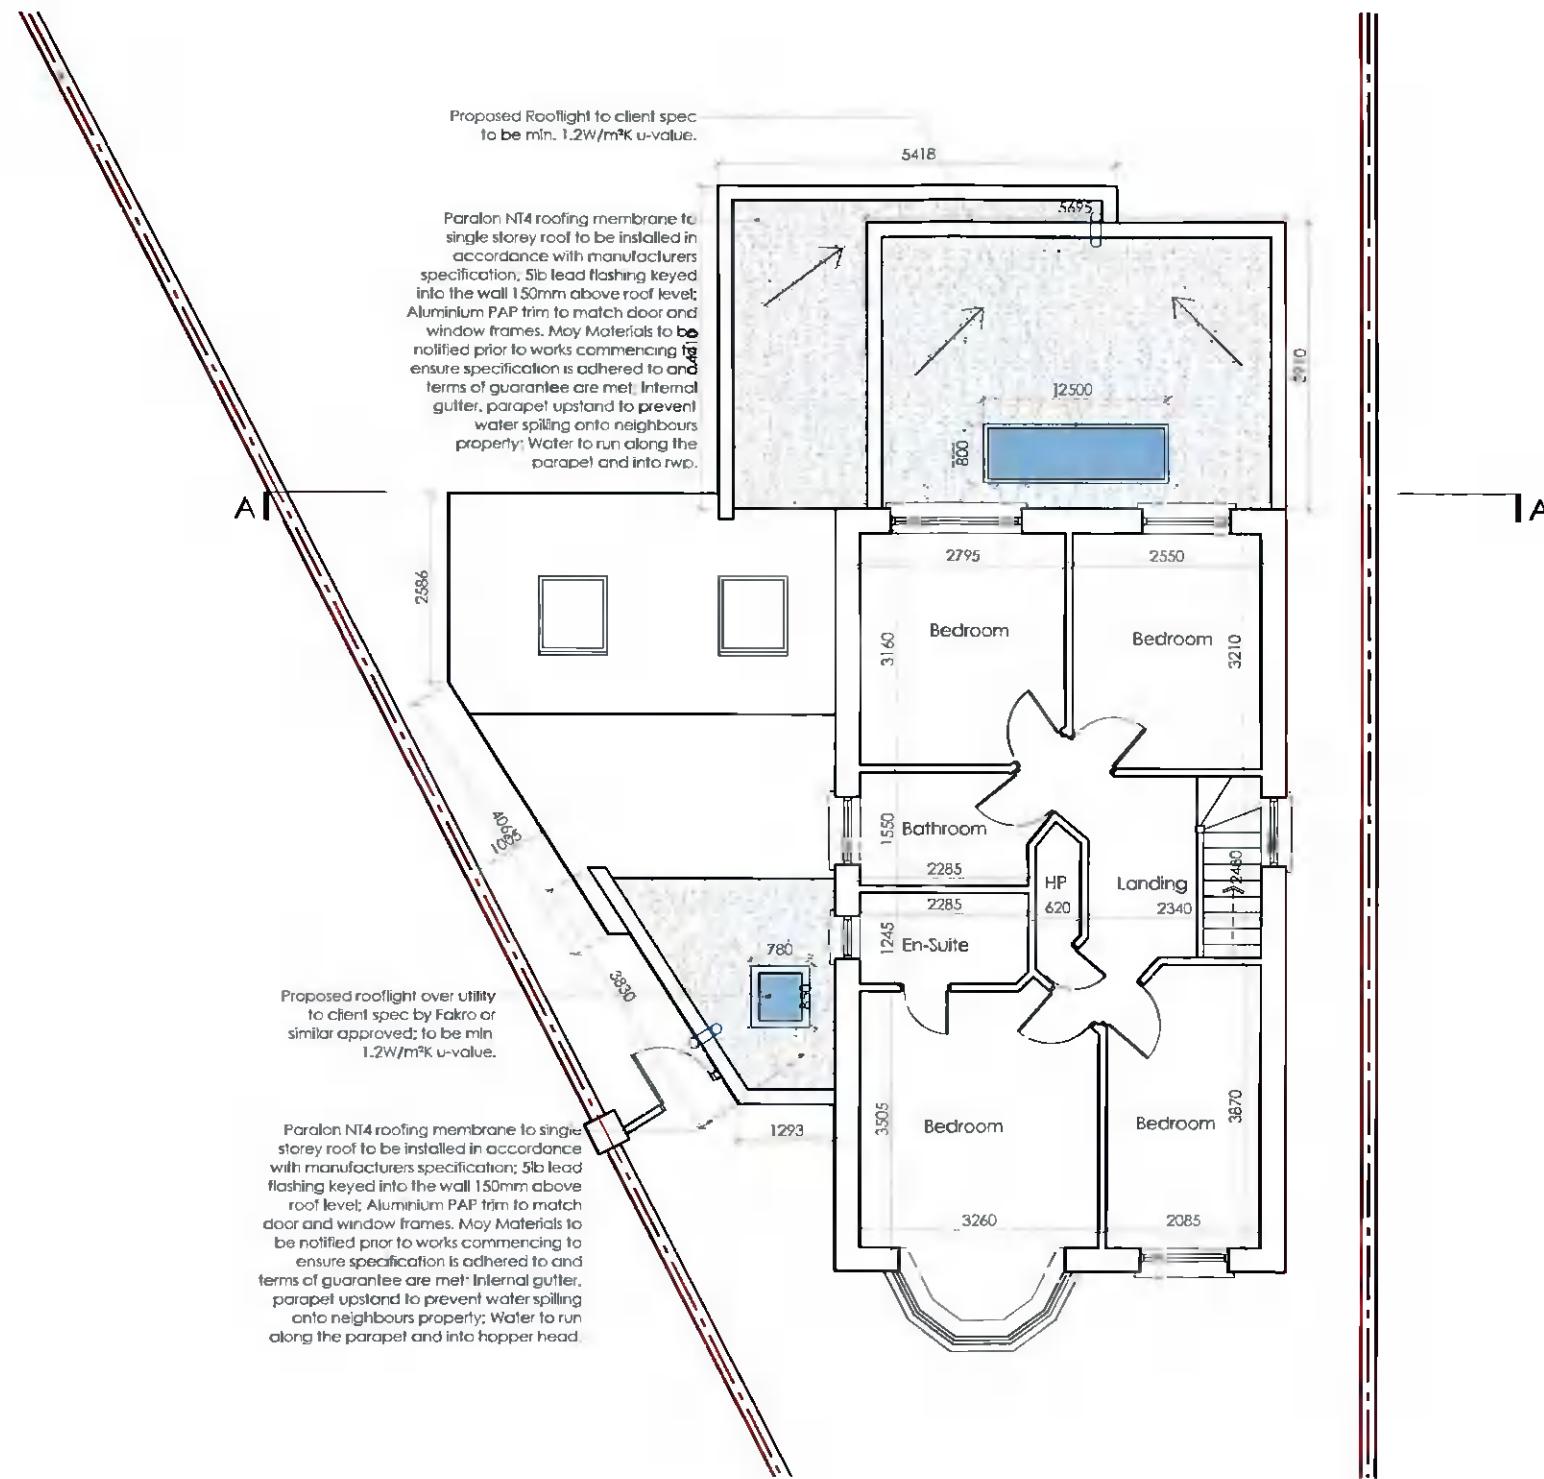 Proposed Rooflight to client spec
to be min. 1.2W/m²K u-value.
5418
Paralon NT4 roofing membrane to
single storey roof to be installed in
accordance with manufacturers
specification; 5lb lead flashing keyed
into the wall 150mm above roof level;
Aluminium PAP trim to match door and
window frames. Moy Materials to be
notified prior to works commencing to
ensure specification is adhered to and
terms of guarantee are met; Internal
gutter, parapet upstand to prevent
water spilling onto neighbours
property; Water to run along the
parapet and into rwp.
5695
3910
2500
800
A
A
2586
2795
2550
Bedroom
Bedroom
3160
3210
1550
Bathroom
2285
HP
620
Landing
2340
2480
2285
1245
En-Suite
1005
780
850
3830
Proposed rooflight over utility
to client spec by Fakro or
similar approved; to be min
1.2W/m²K u-value.
1293
3505
Bedroom
Bedroom
3870
3260
2085
Paralon NT4 roofing membrane to single
storey roof to be installed in accordance
with manufacturers specification; 5lb lead
flashing keyed into the wall 150mm above
roof level; Aluminium PAP trim to match
door and window frames. Moy Materials to
be notified prior to works commencing to
ensure specification is adhered to and
terms of guarantee are met; Internal gutter,
parapet upstand to prevent water spilling
onto neighbours property; Water to run
along the parapet and into hopper head.